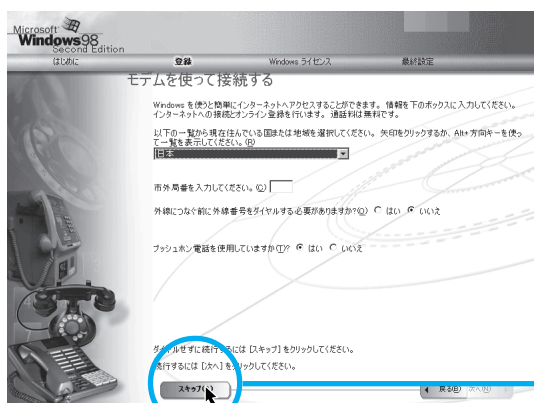 Microsoft
Windows98
Second Edition
はじめに 登録 Windows ライセンス 最終設定
モデムを使って接続する
Windows を使うと簡単にインターネットへアクセスすることができます。 情報を下のボックスに入力してください。
インターネットへの接続とオンライン登録を行います。 通話料は無料です。
以下の一覧から現在住んでいる国または地域を選択してください。 矢印をクリックするか、Alt+方向キーを使っ
て一覧を表示してください。(R)
日本
市外局番を入力してください。(C)
外線につなぐ前に外線番号をダイヤルする必要がありますか?(O) はい いいえ
プッシュホン電話を使用していますか(T)? はい いいえ
ダイヤルせずに続行するには [スキップ] をクリックしてください。
続行するには [次へ] をクリックしてください。
スキップ( 戻る(B) 次へ(N)